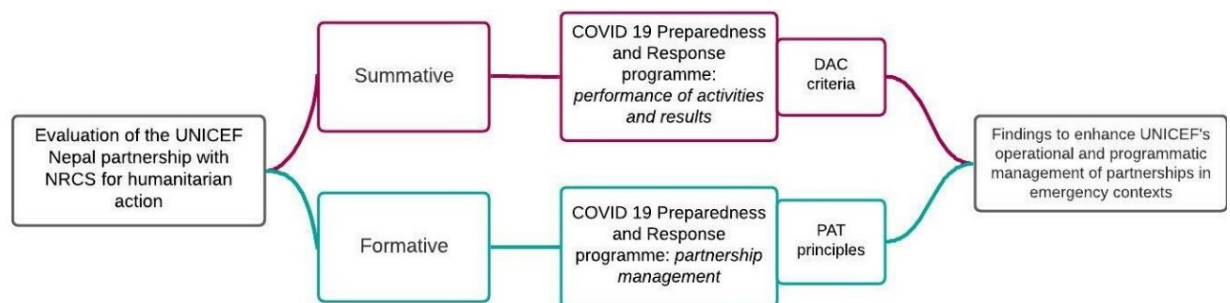 Evaluation of the UNICEF
Nepal partnership with
NRCS for humanitarian
action
Summative
COVID 19 Preparedness
and Response
programme:
performance of activities
and results
DAC
criteria
Formative
COVID 19 Preparedness
and Response
programme: partnership
management
PAT
principles
Findings to enhance UNICEF's
operational and programmatic
management of partnerships in
emergency contexts